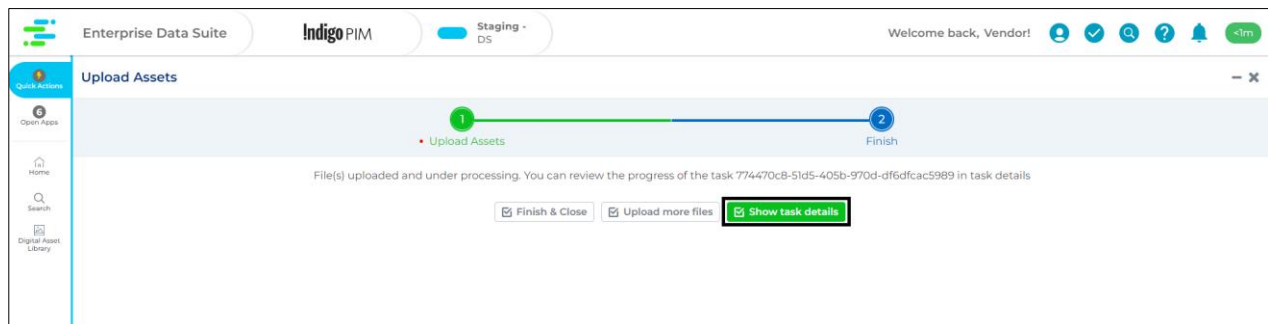 Enterprise Data Suite
!ndigo PIM
Staging -
DS
Welcome back, Vendor!
<1m
Quick Actions
Upload Assets
6
Open Apps
1
2
• Upload Assets
Finish
Home
File(s) uploaded and under processing. You can review the progress of the task 774470c8-51d5-405b-970d-df6dfcac5989 in task details
Search
Finish & Close
Upload more files
Show task details
Digital Asset
Library